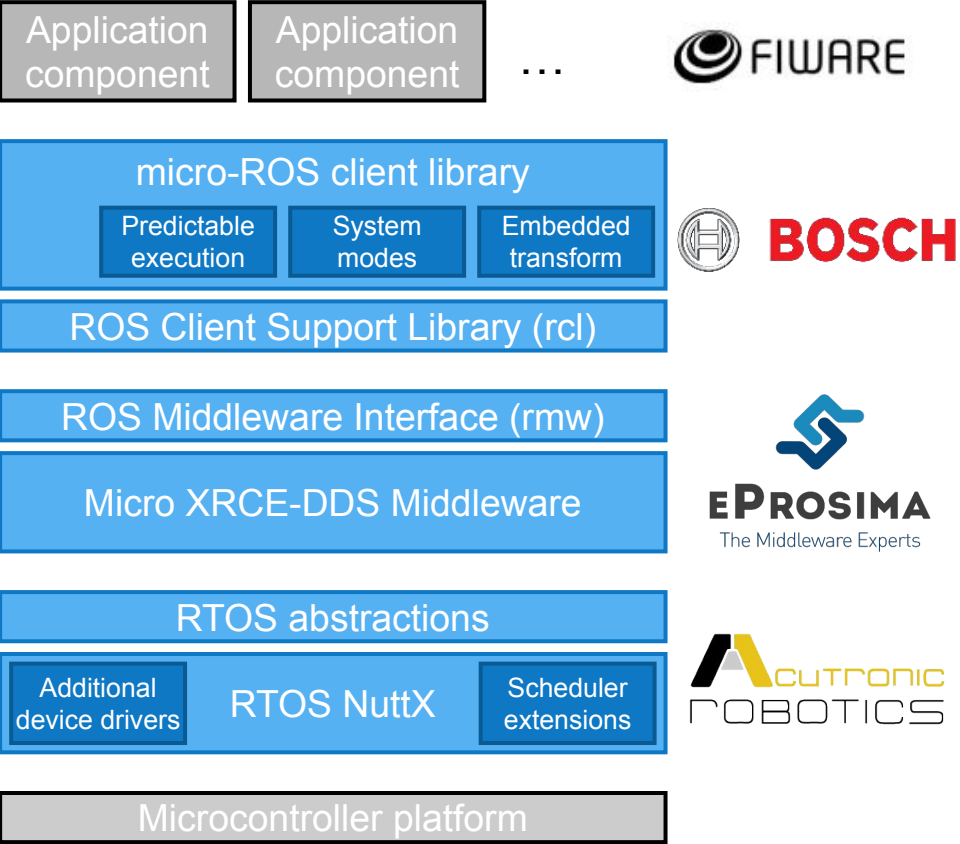 Application
component
Application
component
...
FIWARE
micro-ROS client library
Predictable
execution
System
modes
Embedded
transform
BOSCH
ROS Client Support Library (rcl)
ROS Middleware Interface (rmw)
Micro XRCE-DDS Middleware
EPROSIMA
The Middleware Experts
RTOS abstractions
Additional
device drivers
RTOS NuttX
Scheduler
extensions
ACUTRONIC
ROBOTICS
Microcontroller platform